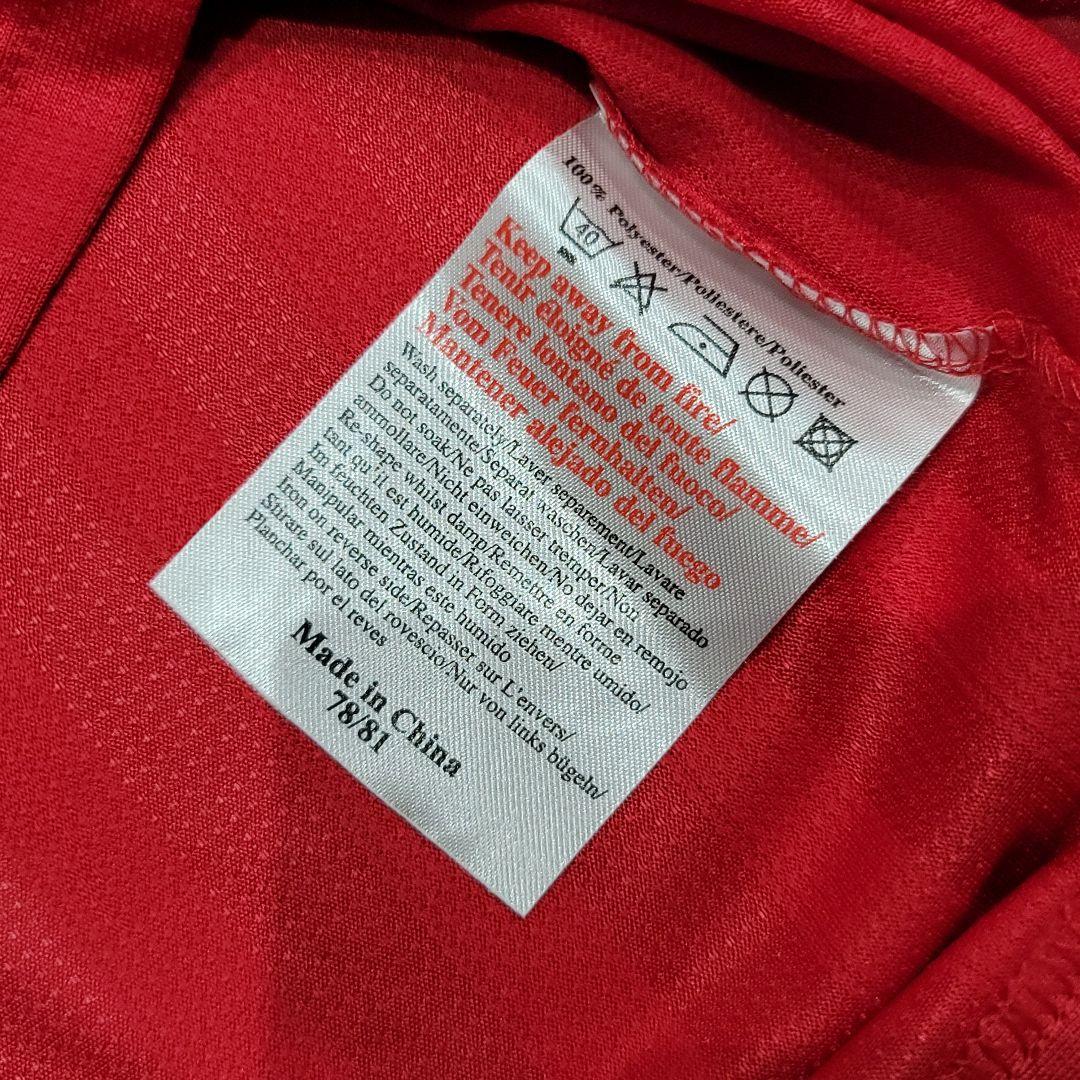 100% Polyester/Poliestere/Poliester
40
Keep away from fire/
Tenir éloigné de toute flamme/
Tenere lontano del fuoco/
Vom Feuer fernhalten/
Mantener alejado del fuego
Wash separately/Laver separement/Lavare
separatamente/Separat waschen/Lavar separado
Do not soak/Ne pas laisser tremper/Non
ammollare/Nicht einweichen/No dejar en remojo
Re-shape whilst damp/Remettre en forme
tant qu'il est humide/Rifoggiare mentre umido/
Im feuchten Zustand in Form ziehen/
Manipular mientras este humido
Iron on reverse side/Repasser sur L'envers/
Stirare sul lato del rovescio/Nur von links bügeln/
Planchar por el reves
Made in China
78/81